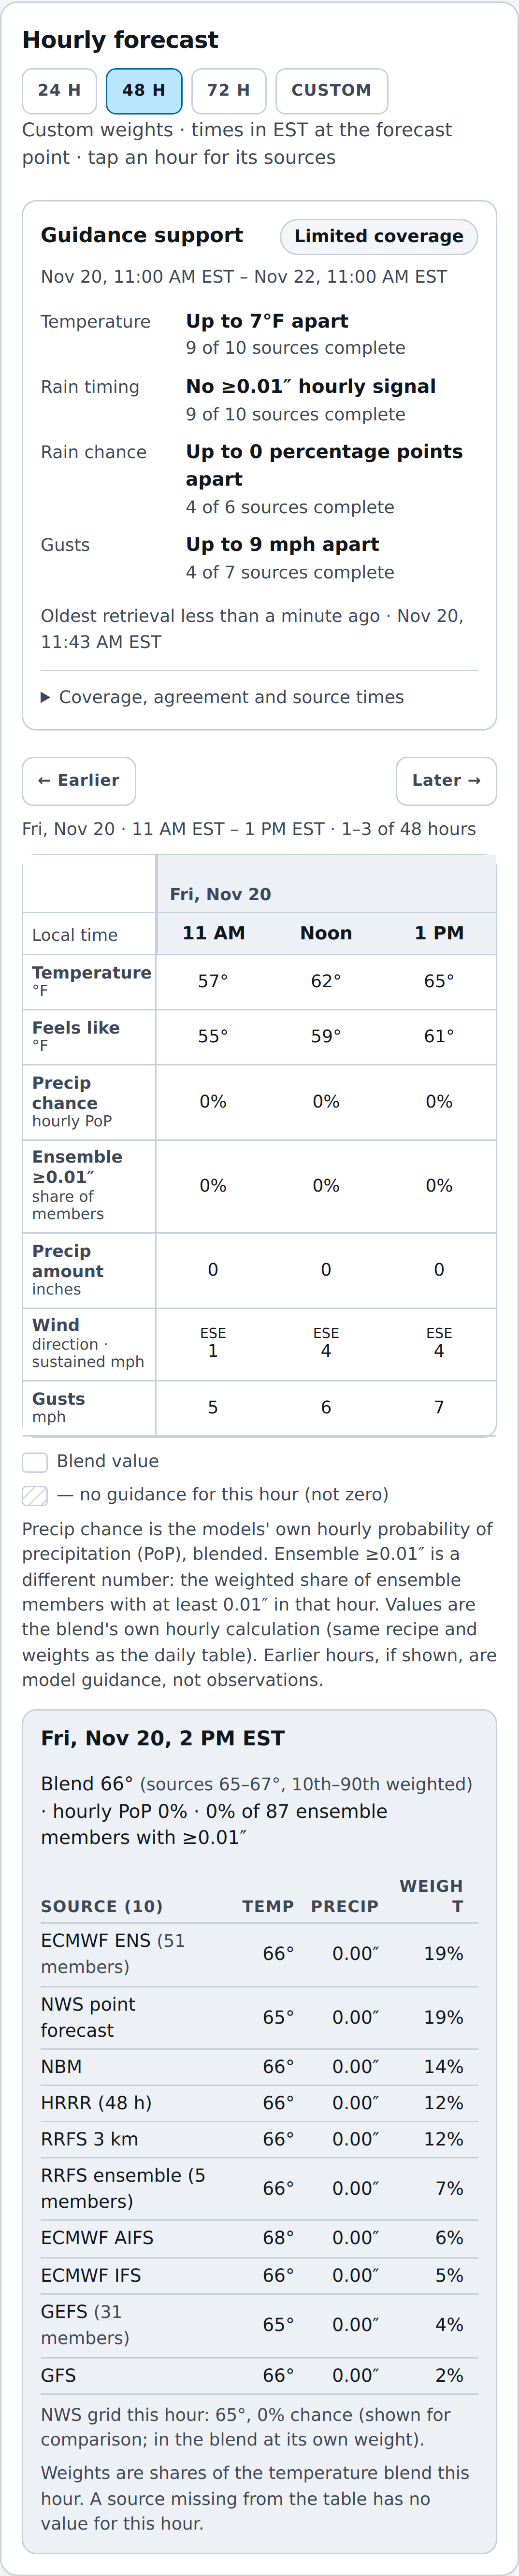 Hourly forecast
24 H 48 H 72 H CUSTOM
Custom weights · times in EST at the forecast
point · tap an hour for its sources
Guidance support Limited coverage
Nov 20, 11:00 AM EST – Nov 22, 11:00 AM EST
Temperature Up to 7°F apart
9 of 10 sources complete
Rain timing No ≥0.01″ hourly signal
9 of 10 sources complete
Rain chance Up to 0 percentage points
apart
4 of 6 sources complete
Gusts Up to 9 mph apart
4 of 7 sources complete
Oldest retrieval less than a minute ago · Nov 20,
11:43 AM EST
▶ Coverage, agreement and source times
← Earlier Later →
Fri, Nov 20 · 11 AM EST – 1 PM EST · 1–3 of 48 hours
Fri, Nov 20
Local time 11 AM Noon 1 PM
Temperature
°F 57° 62° 65°
Feels like
°F 55° 59° 61°
Precip
chance
hourly PoP 0% 0% 0%
Ensemble
≥0.01″
share of
members 0% 0% 0%
Precip
amount
inches 0 0 0
Wind
direction ·
sustained mph ESE 1 ESE 4 ESE 4
Gusts
mph 5 6 7
Blend value
— no guidance for this hour (not zero)
Precip chance is the models' own hourly probability of
precipitation (PoP), blended. Ensemble ≥0.01″ is a
different number: the weighted share of ensemble
members with at least 0.01″ in that hour. Values are
the blend's own hourly calculation (same recipe and
weights as the daily table). Earlier hours, if shown, are
model guidance, not observations.
Fri, Nov 20, 2 PM EST
Blend 66° (sources 65–67°, 10th–90th weighted)
· hourly PoP 0% · 0% of 87 ensemble
members with ≥0.01″
SOURCE (10) TEMP PRECIP WEIGH
T
ECMWF ENS (51
members) 66° 0.00″ 19%
NWS point
forecast 65° 0.00″ 19%
NBM 66° 0.00″ 14%
HRRR (48 h) 66° 0.00″ 12%
RRFS 3 km 66° 0.00″ 12%
RRFS ensemble (5
members) 66° 0.00″ 7%
ECMWF AIFS 68° 0.00″ 6%
ECMWF IFS 66° 0.00″ 5%
GEFS (31
members) 65° 0.00″ 4%
GFS 66° 0.00″ 2%
NWS grid this hour: 65°, 0% chance (shown for
comparison; in the blend at its own weight).
Weights are shares of the temperature blend this
hour. A source missing from the table has no
value for this hour.